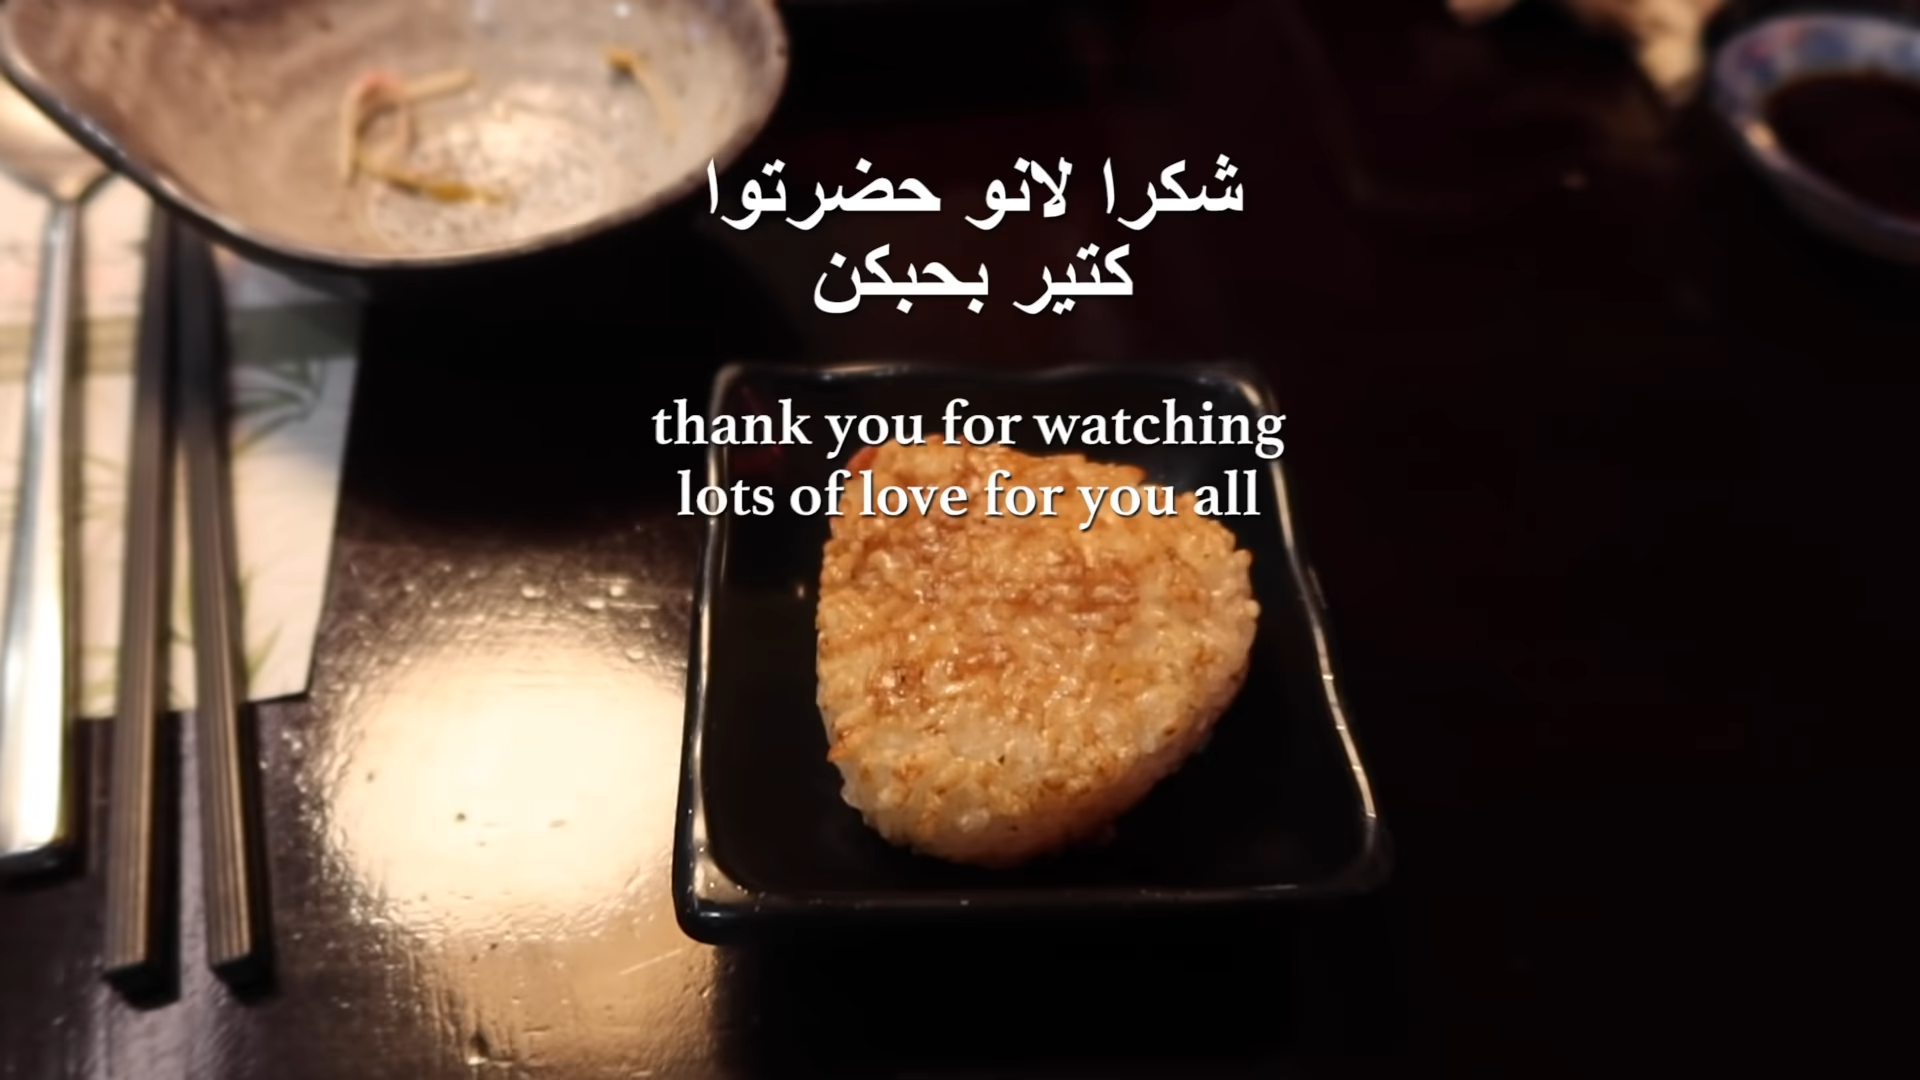 شكرا لانو حضرتوا
كتير بحبكن
thank you for watching
lots of love for you all